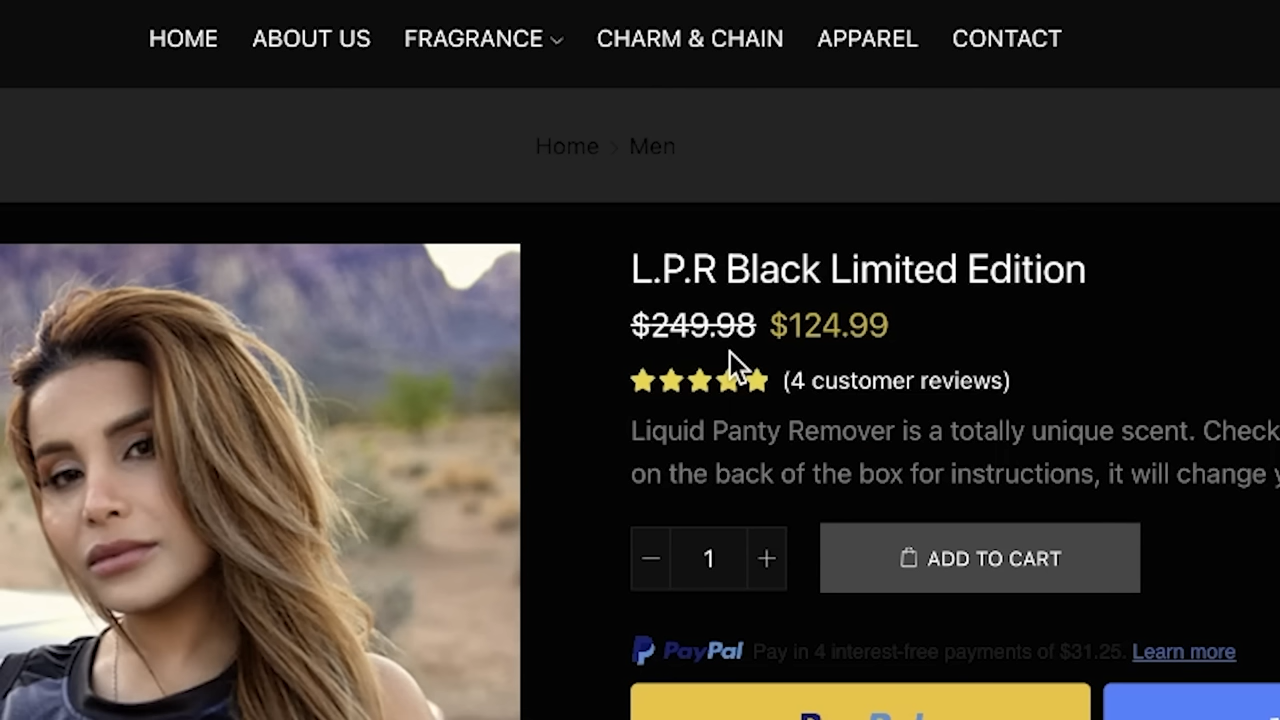 HOME ABOUT US FRAGRANCE CHARM & CHAIN APPAREL CONTACT
Home > Men
L.P.R Black Limited Edition
$249.98 $124.99
(4 customer reviews)
Liquid Panty Remover is a totally unique scent. Check
on the back of the box for instructions, it will change
− 1 + ADD TO CART
PayPal Pay in 4 interest-free payments of $31.25. Learn more
PayPal